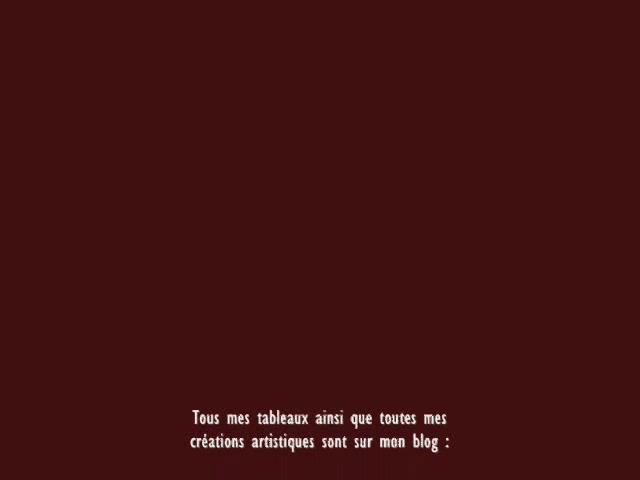 Tous mes tableaux ainsi que toutes mes
créations artistiques sont sur mon blog :